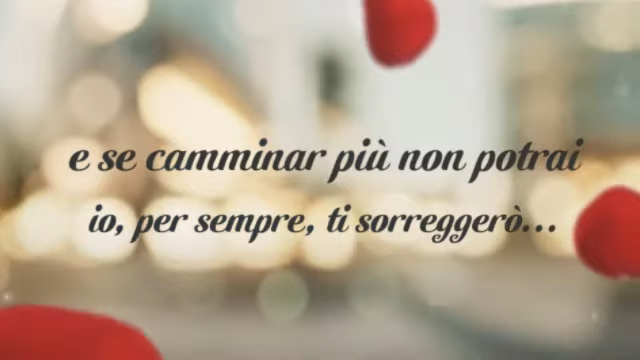 e se camminar più non potrai
io, per sempre, ti sorreggerò...